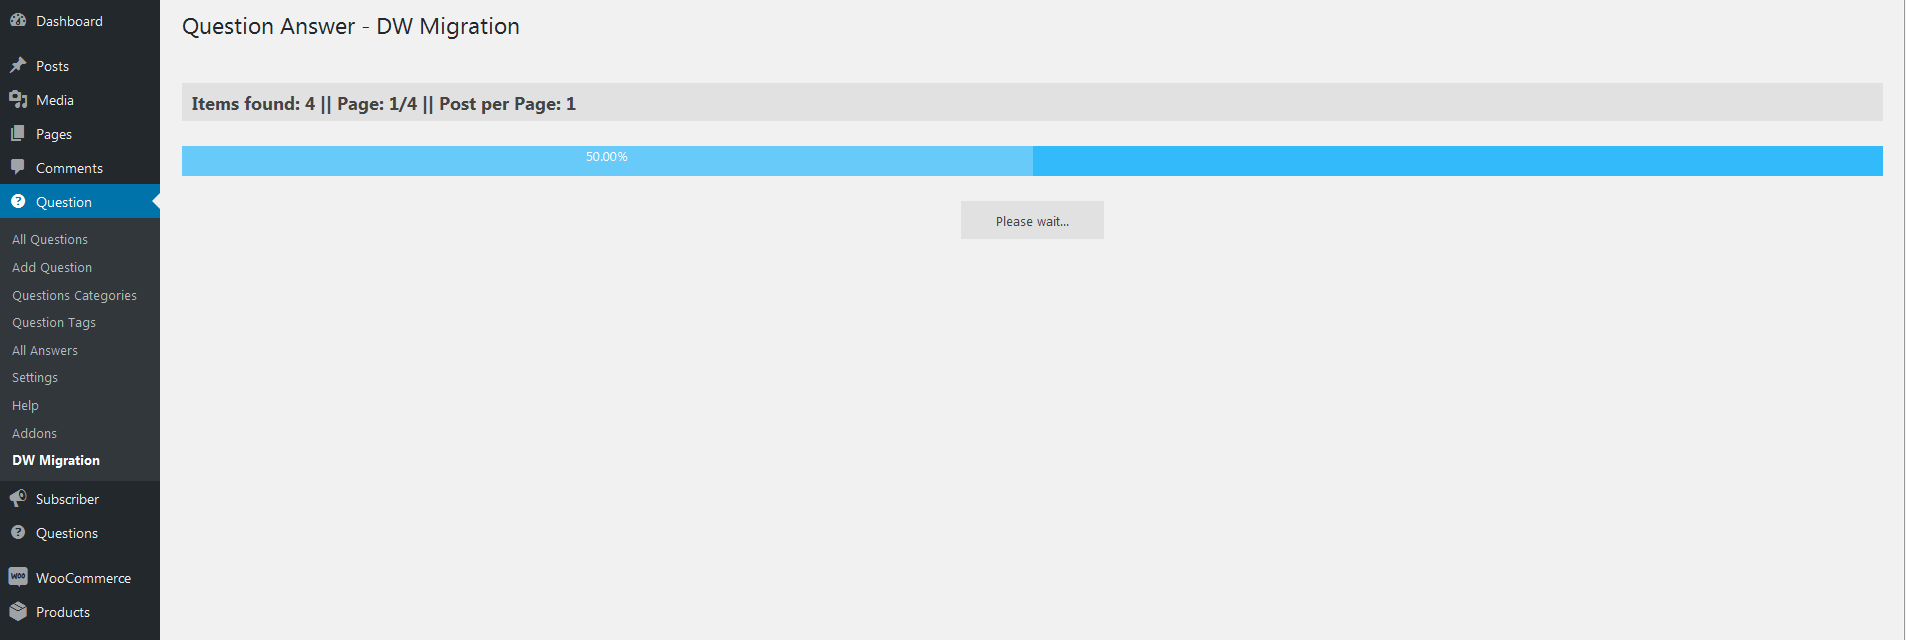 Dashboard
Posts
Media
Pages
Comments
Question
All Questions
Add Question
Questions Categories
Question Tags
All Answers
Settings
Help
Addons
DW Migration
Subscriber
Questions
WOO WooCommerce
Products
Question Answer - DW Migration
Items found: 4 || Page: 1/4 || Post per Page: 1
50.00%
Please wait...